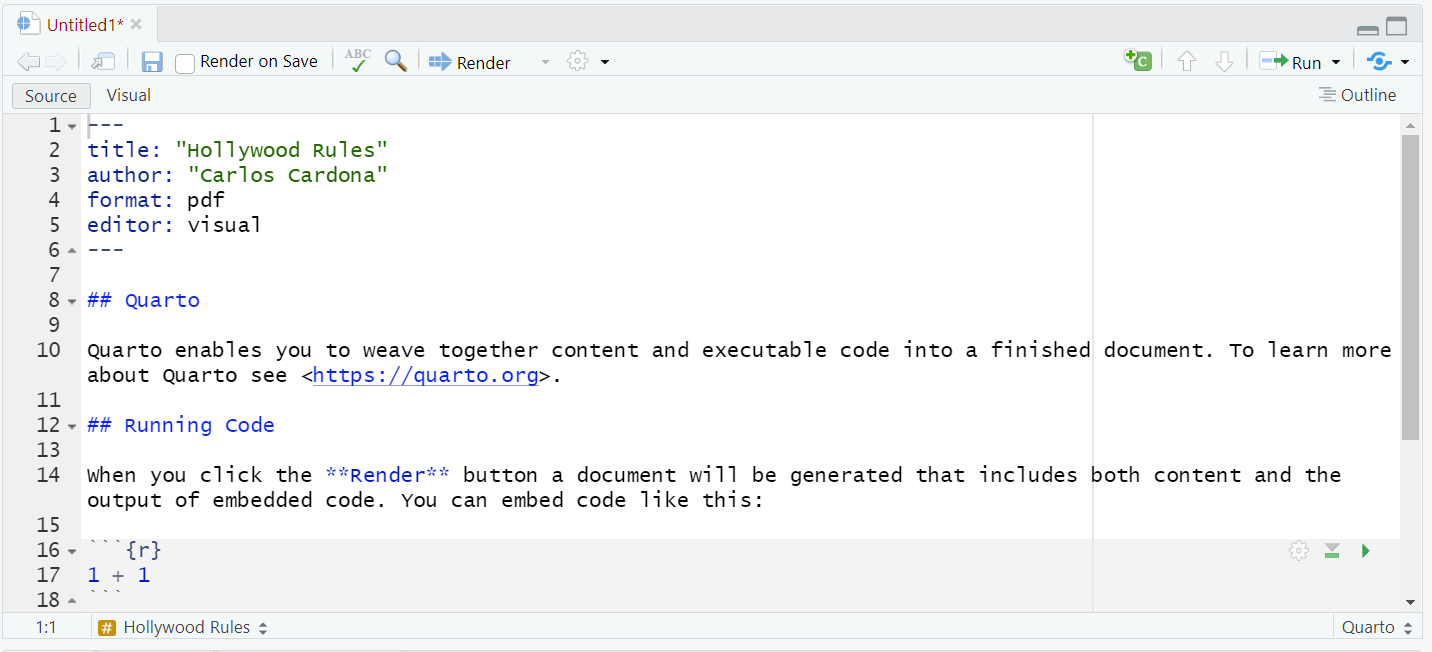 Untitled1*
Render on Save ABC Render C Run
Source Visual Outline
1 ---
2 title: "Hollywood Rules"
3 author: "Carlos Cardona"
4 format: pdf
5 editor: visual
6 ---
7
8 ## Quarto
9
10 Quarto enables you to weave together content and executable code into a finished document. To learn more
about Quarto see <https://quarto.org>.
11
12 ## Running Code
13
14 When you click the **Render** button a document will be generated that includes both content and the
output of embedded code. You can embed code like this:
15
16 ```{r}
17 1 + 1
18 ```
1:1 # Hollywood Rules Quarto